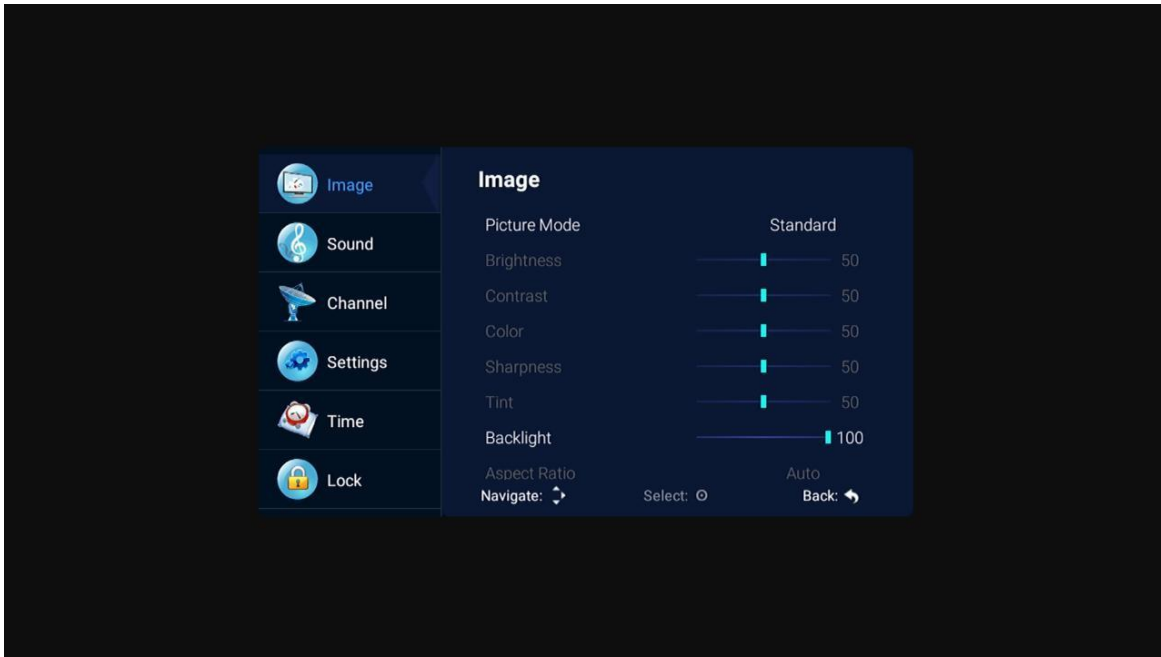 Image
Sound
Channel
Settings
Time
Lock
Image
Picture Mode Standard
Brightness 50
Contrast 50
Color 50
Sharpness 50
Tint 50
Backlight 100
Aspect Ratio Auto
Navigate: Select: Back: